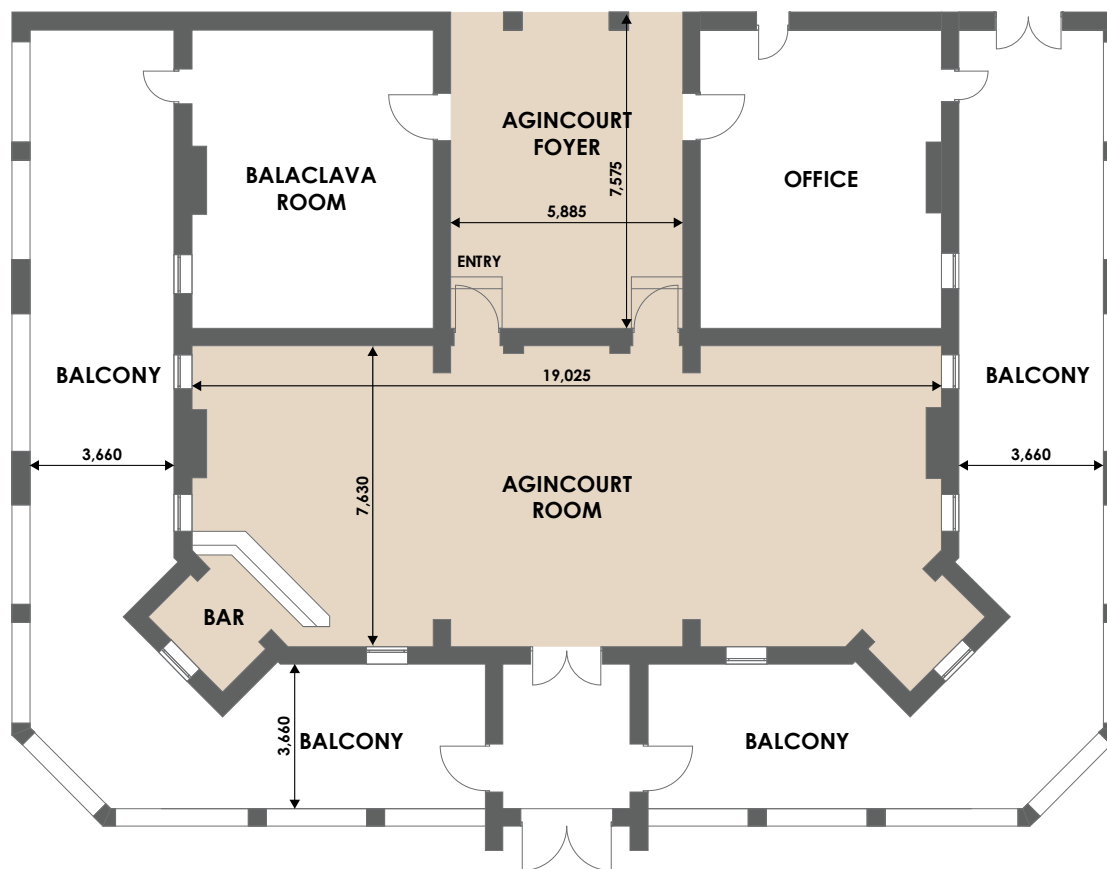 AGINCOURT
FOYER
7,575
BALACLAVA
ROOM
OFFICE
5,885
ENTRY
BALCONY
19,025
BALCONY
3,660
3,660
7,630
AGINCOURT
ROOM
BAR
3,660
BALCONY
BALCONY